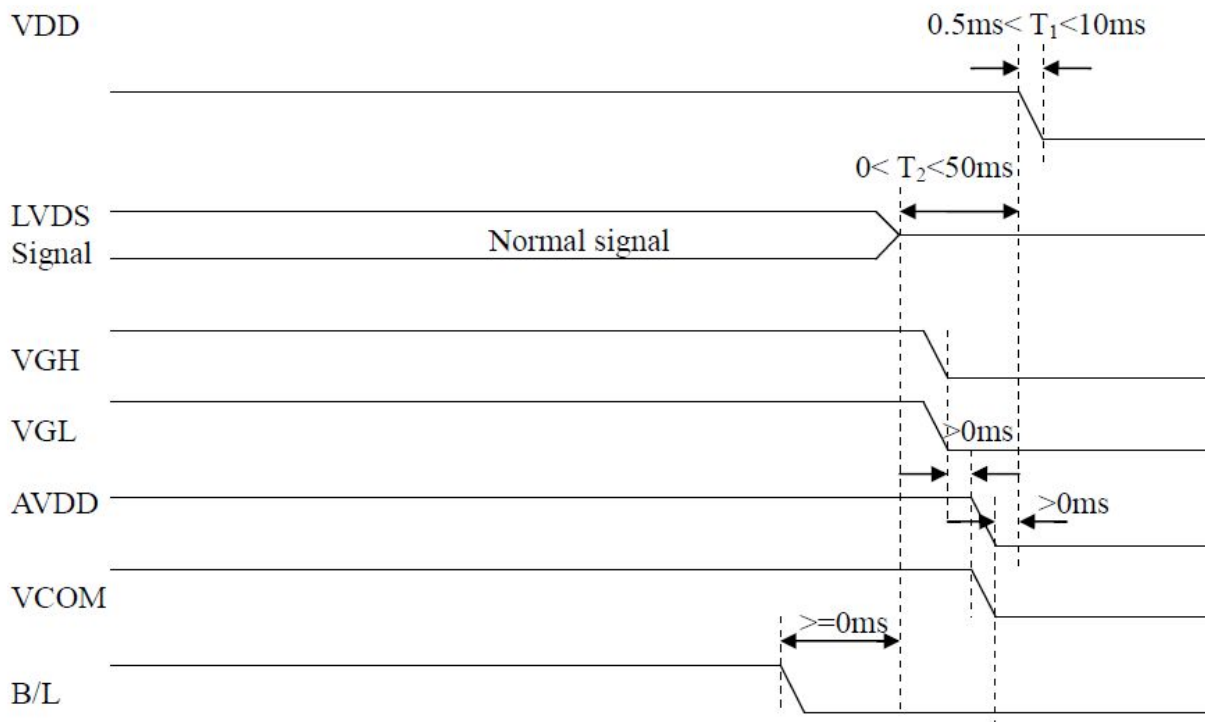 VDD
0.5ms< T₁<10ms
0< T₂<50ms
LVDS
Signal
Normal signal
VGH
VGL
>0ms
AVDD
>0ms
VCOM
>=0ms
B/L